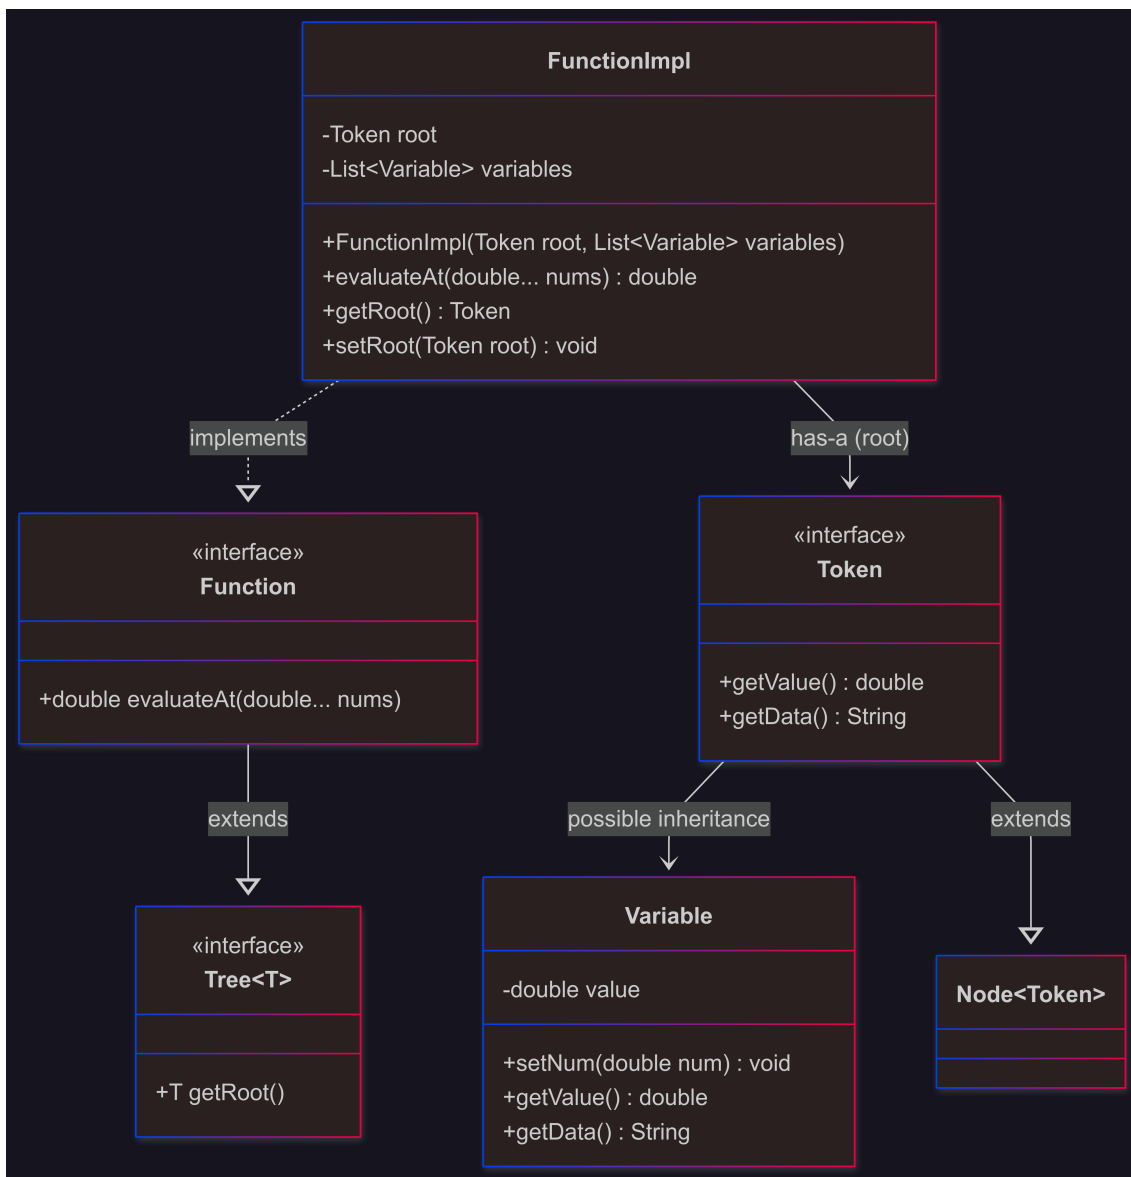 FunctionImpl
-Token root
-List<Variable> variables
+FunctionImpl(Token root, List<Variable> variables)
+evaluateAt(double... nums) : double
+getRoot() : Token
+setRoot(Token root) : void
implements
has-a (root)
«interface»
Function
+double evaluateAt(double... nums)
«interface»
Token
+getValue() : double
+getData() : String
extends
possible inheritance
extends
«interface»
Tree<T>
+T getRoot()
Variable
-double value
+setNum(double num) : void
+getValue() : double
+getData() : String
Node<Token>